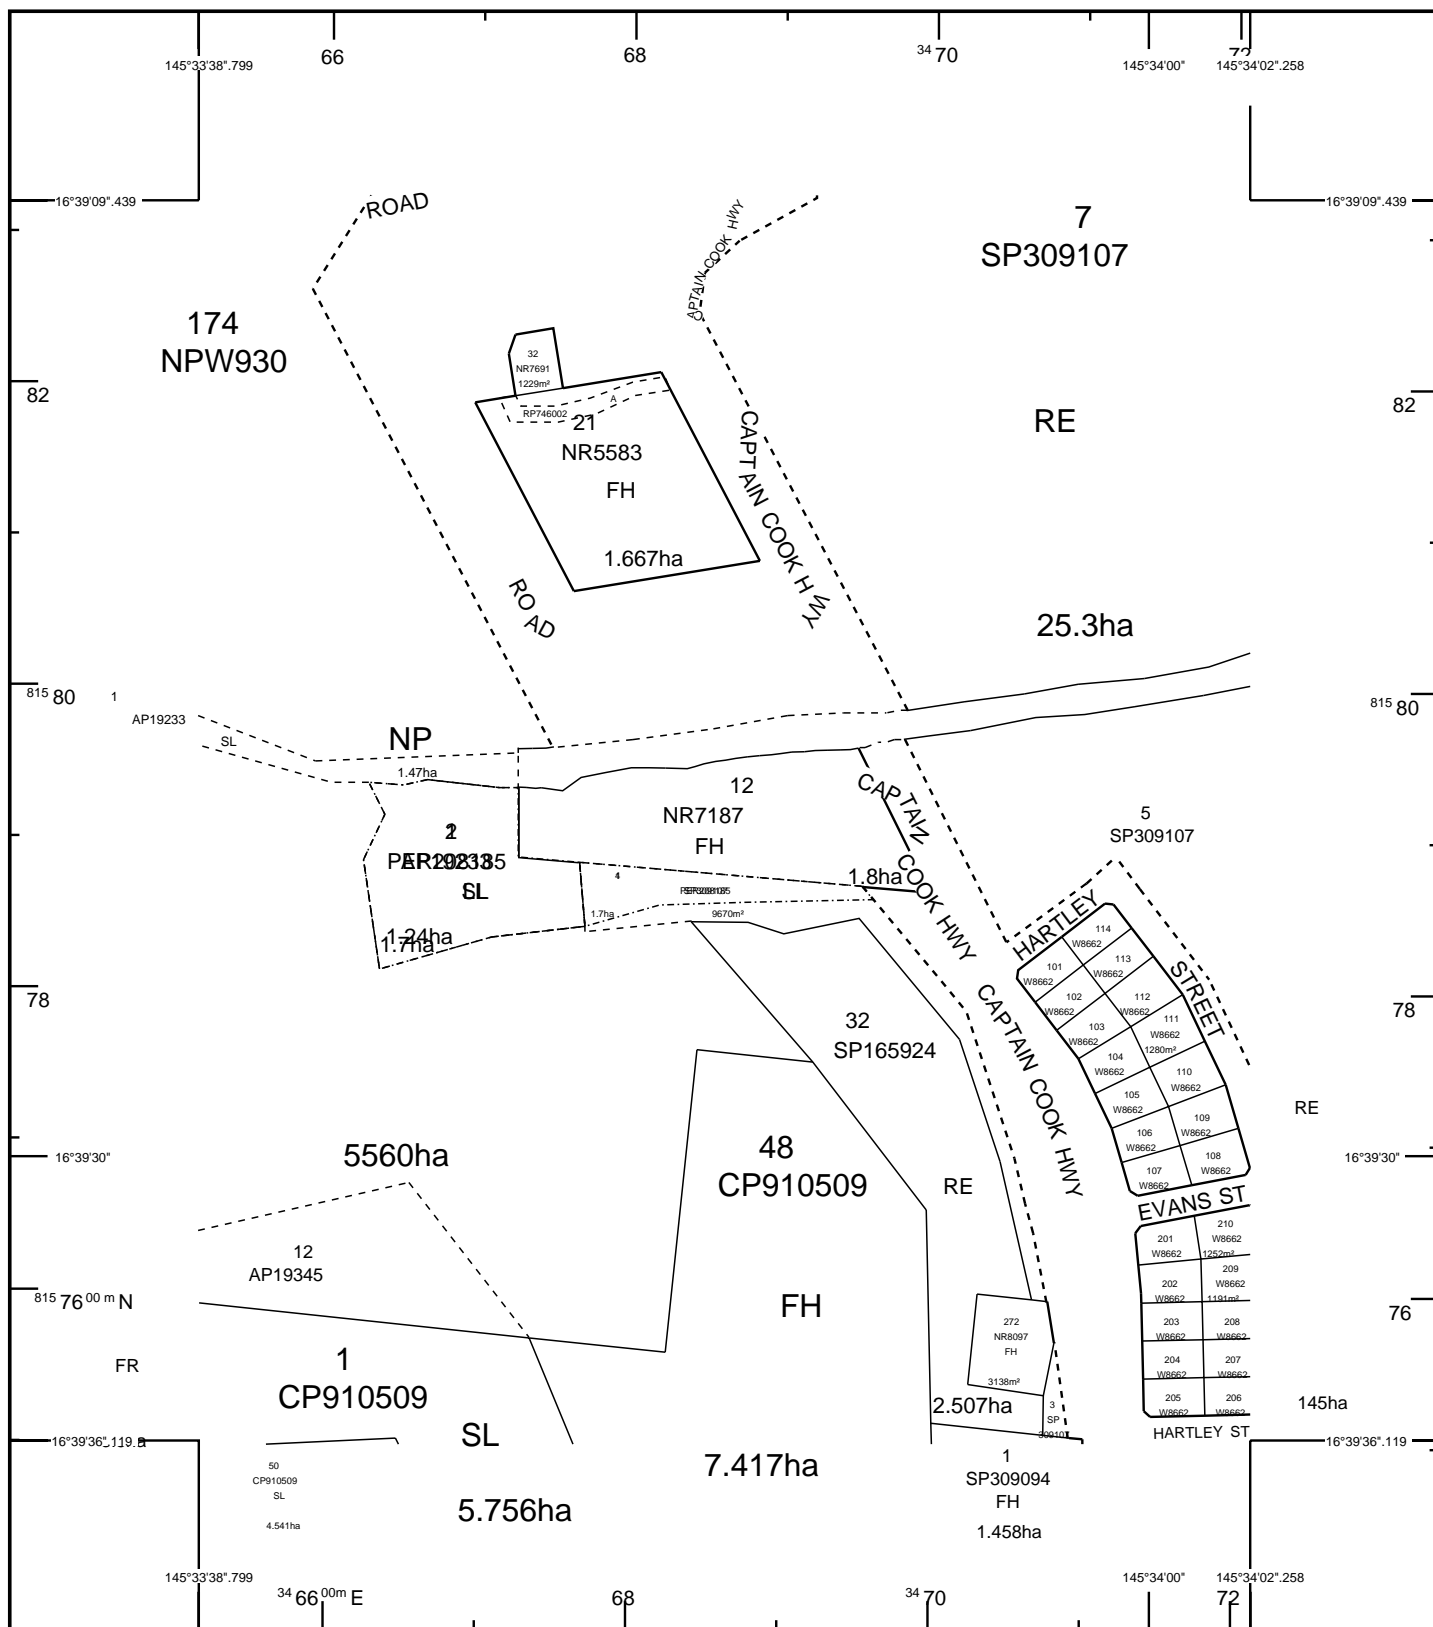 66
68
34 70
72
145°33'38".799
145°34'00"
145°34'02".258
16°39'09".439
16°39'09".439
ROAD
CAPTAIN COOK HWY
7
SP309107
174
NPW930
32
NR7691
1229m²
82
82
RP746002
A
21
NR5583
FH
1.667ha
CAPTAIN COOK HWY
RE
ROAD
25.3ha
815 80
815 80
1
AP19233
SL
NP
1.47ha
12
NR7187
FH
CAPTAIN
COOK HWY
1.8ha
5
SP309107
SL
1.24ha
1.7ha
4
1.7ha
9670m²
HARTLEY
STREET
114
W8662
113
W8662
101
W8662
102
W8662
112
W8662
111
W8662
1280m²
103
W8662
104
W8662
110
W8662
105
W8662
109
W8662
106
W8662
108
W8662
107
W8662
78
78
32
SP165924
CAPTAIN COOK HWY
RE
16°39'30"
16°39'30"
5560ha
48
CP910509
RE
EVANS ST
12
AP19345
201
W8662
210
W8662
1252m²
202
W8662
209
W8662
1191m²
203
W8662
208
W8662
204
W8662
207
W8662
205
W8662
206
W8662
815 76 00 m N
76
FH
272
NR8097
FH
3138m²
FR
1
CP910509
2.507ha
3
SP
145ha
HARTLEY ST
SL
16°39'36".119
16°39'36".119
50
CP910509
SL
4.541ha
7.417ha
5.756ha
1
SP309094
FH
1.458ha
145°33'38".799
145°34'00"
145°34'02".258
34 66 00m E
68
34 70
72